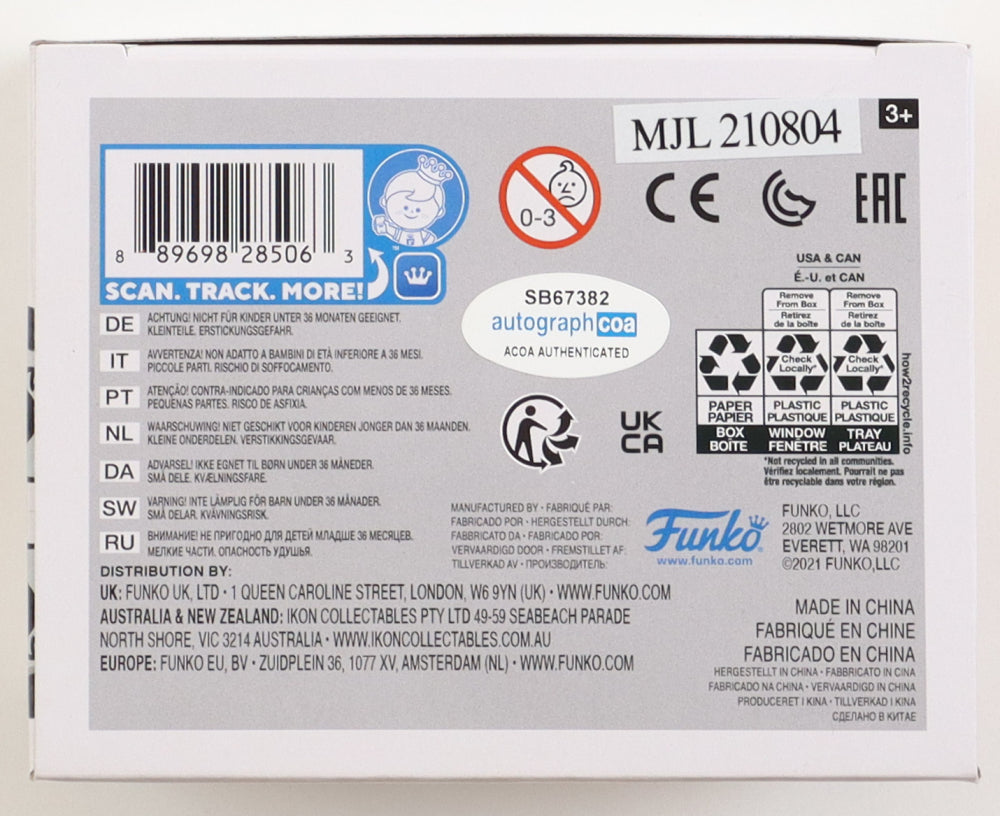 MJL 210804
3+
8 89698 28506 3
SCAN. TRACK. MORE!
TM
0-3
CE
EAC
SB67382
autograph coa
ACOA AUTHENTICATED
UK
CA
USA & CAN
É.-U. et CAN
Remove From Box Retirez de la boîte
Remove From Box Retirez de la boîte
Check Locally*
Check Locally*
PAPER PAPIER
PLASTIC PLASTIQUE
PLASTIC PLASTIQUE
BOX BOÎTE
WINDOW FENÊTRE
TRAY PLATEAU
how2recycle.info
*Not recycled in all communities.
Vérifiez localement. Pourrait ne pas
être recyclable dans votre région.
DE ACHTUNG! NICHT FÜR KINDER UNTER 36 MONATEN GEEIGNET.
KLEINTEILE. ERSTICKUNGSGEFAHR.
IT AVVERTENZA! NON ADATTO A BAMBINI DI ETÀ INFERIORE A 36 MESI.
PICCOLE PARTI. RISCHIO DI SOFFOCAMENTO.
PT ATENÇÃO! CONTRA-INDICADO PARA CRIANÇAS COM MENOS DE 36 MESES.
PEQUENAS PARTES. RISCO DE ASFIXIA.
NL WAARSCHUWING! NIET GESCHIKT VOOR KINDEREN JONGER DAN 36 MAANDEN.
KLEINE ONDERDELEN. VERSTIKKINGSGEVAAR.
DA ADVARSEL! IKKE EGNET TIL BØRN UNDER 36 MÅNEDER.
SMÅ DELE. KVÆLNINGSFARE.
SW VARNING! INTE LÄMPLIG FÖR BARN UNDER 36 MÅNADER.
SMÅ DELAR. KVÄVNINGSRISK.
RU ВНИМАНИЕ! НЕ ПРИГОДНО ДЛЯ ДЕТЕЙ МЛАДШЕ 36 МЕСЯЦЕВ.
МЕЛКИЕ ЧАСТИ. ОПАСНОСТЬ УДУШЬЯ.
MANUFACTURED BY • FABRIQUÉ PAR:
FABRICADO POR • HERGESTELLT DURCH:
FABBRICATO DA • FABRICADO POR:
VERVAARDIGD DOOR • FREMSTILLET AF:
TILLVERKAD AV • ПРОИЗВОДИТЕЛЬ:
Funko
www.funko.com
FUNKO, LLC
2802 WETMORE AVE
EVERETT, WA 98201
©2021 FUNKO,LLC
DISTRIBUTION BY:
UK: FUNKO UK, LTD • 1 QUEEN CAROLINE STREET, LONDON, W6 9YN (UK) • WWW.FUNKO.COM
AUSTRALIA & NEW ZEALAND: IKON COLLECTABLES PTY LTD 49-59 SEABEACH PARADE
NORTH SHORE, VIC 3214 AUSTRALIA • WWW.IKONCOLLECTABLES.COM.AU
EUROPE: FUNKO EU, BV • ZUIDPLEIN 36, 1077 XV, AMSTERDAM (NL) • WWW.FUNKO.COM
MADE IN CHINA
FABRIQUÉ EN CHINE
FABRICADO EN CHINA
HERGESTELLT IN CHINA • FABBRICATO IN CINA
FABRICADO NA CHINA • VERVAARDIGD IN CHINA
PRODUCERET I KINA • TILLVERKAD I KINA
СДЕЛАНО В КИТАЕ